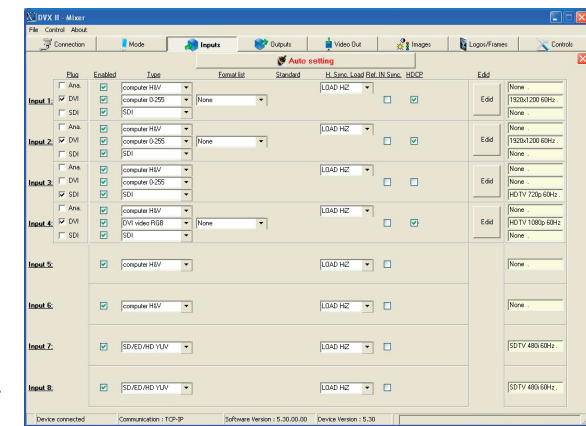 DVX II - Mixer
File Control About
Connection Mode Inputs Outputs Video Out Images Logos/Frames Controls
Auto setting
Plug Enabled Type Format list Standard H. Sync. Load Ref. IN Sync. HDCP Edid
Ana. computer H&V LOAD HiZ None .
Input 1: DVI computer 0-255 None Edid 1920x1200 60Hz .
SDI SDI None .
Ana. computer H&V LOAD HiZ None .
Input 2: DVI computer 0-255 None Edid 1920x1200 60Hz .
SDI SDI None .
Ana. computer H&V LOAD HiZ None .
Input 3: DVI computer 0-255 Edid None .
SDI SDI HDTV 720p 60Hz .
Ana. computer H&V LOAD HiZ None .
Input 4: DVI DVI video RGB None Edid HDTV 1080p 60Hz
SDI SDI None .
Input 5: computer H&V LOAD HiZ None .
Input 6: computer H&V LOAD HiZ None .
Input 7: SD/ED/HD YUV LOAD HiZ SDTV 480i 60Hz .
Input 8: SD/ED/HD YUV LOAD HiZ SDTV 480i 60Hz .
Device connected Communication : TCP-IP Software Version : 5.30.00.00 Device Version : 5.30